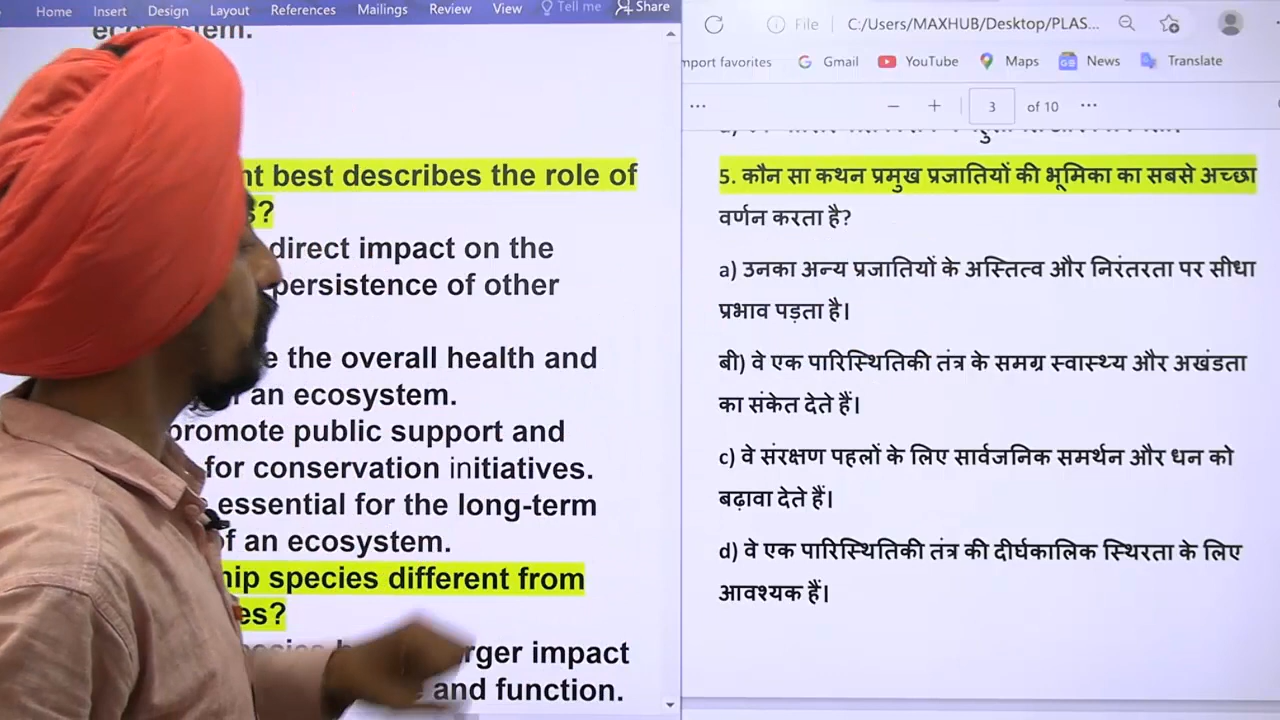 Home Insert Design Layout References Mailings Review View Tell me Share
best describes the role of
direct impact on the
persistence of other
the overall health and
an ecosystem.
promote public support and
for conservation initiatives.
essential for the long-term
of an ecosystem.
species different from
impact
and function.
File C:/Users/MAXHUB/Desktop/PLAS...
mport favorites Gmail YouTube Maps News Translate
3 of 10
5. कौन सा कथन प्रमुख प्रजातियों की भूमिका का सबसे अच्छा
वर्णन करता है?
a) उनका अन्य प्रजातियों के अस्तित्व और निरंतरता पर सीधा
प्रभाव पड़ता है।
बी) वे एक पारिस्थितिकी तंत्र के समग्र स्वास्थ्य और अखंडता
का संकेत देते हैं।
c) वे संरक्षण पहलों के लिए सार्वजनिक समर्थन और धन को
बढ़ावा देते हैं।
d) वे एक पारिस्थितिकी तंत्र की दीर्घकालिक स्थिरता के लिए
आवश्यक हैं।